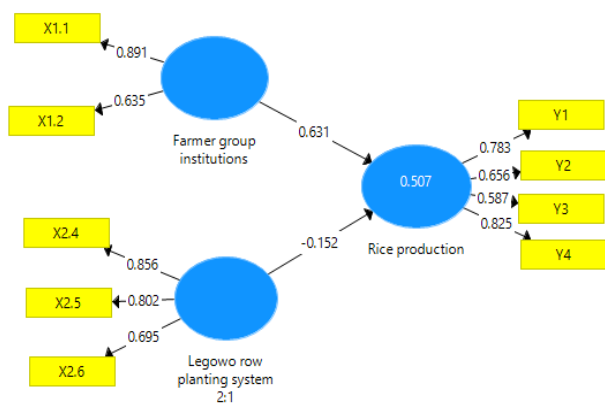 X1.1
0.891
X1.2
0.635
Farmer group
institutions
0.631
0.507
Rice production
Y1
0.783
Y2
0.656
Y3
0.587
Y4
0.825
X2.4
0.856
X2.5
0.802
X2.6
0.695
-0.152
Legowo row
planting system
2:1